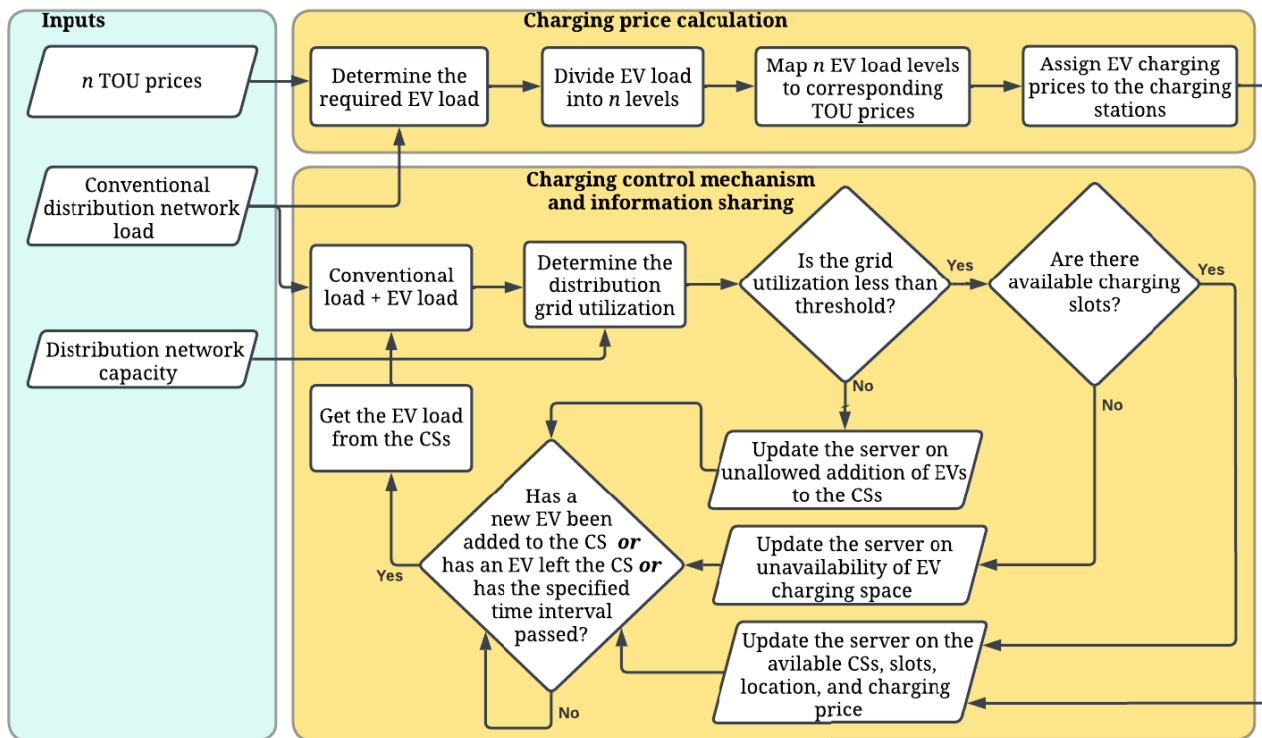 Inputs
n TOU prices
Conventional
distribution network
load
Distribution network
capacity
Charging price calculation
Determine the
required EV load
Divide EV load
into n levels
Map n EV load levels
to corresponding
TOU prices
Assign EV charging
prices to the charging
stations
Charging control mechanism
and information sharing
Conventional
load + EV load
Determine the
distribution
grid utilization
Is the grid
utilization less than
threshold?
Yes
No
Are there
available charging
slots?
Yes
No
Get the EV load
from the CSs
Update the server on
unallowed addition of EVs
to the CSs
Update the server on
unavailability of EV
charging space
Update the server on the
avilable CSs, slots,
location, and charging
price
Has a
new EV been
added to the CS or
has an EV left the CS or
has the specified
time interval
passed?
Yes
No